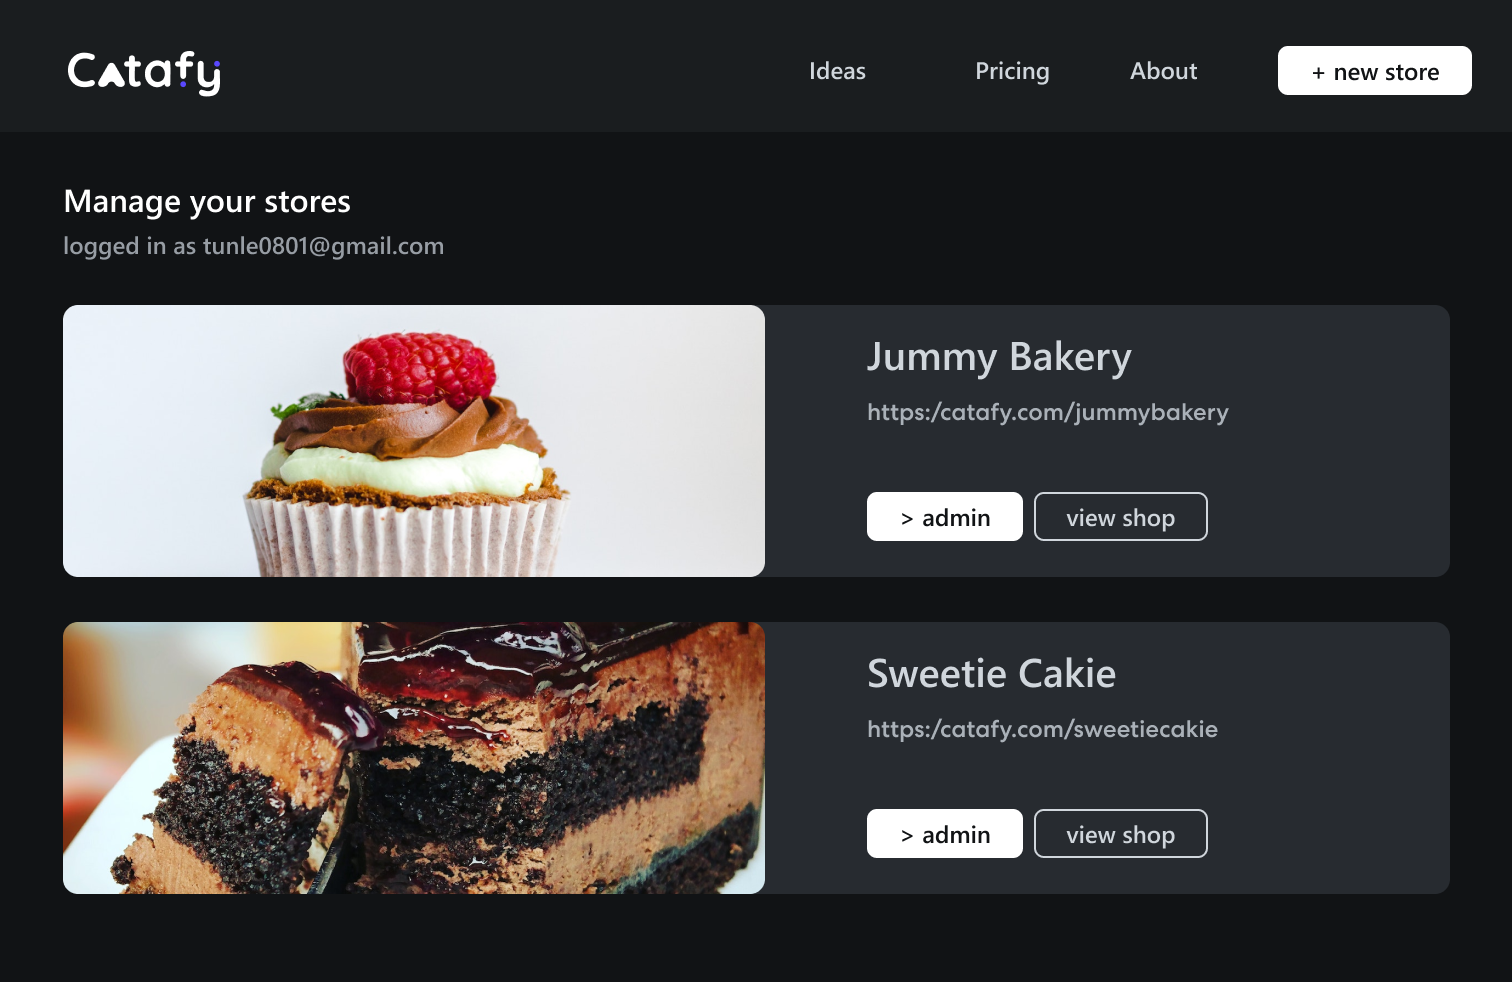 Catafy
Ideas
Pricing
About
+ new store
Manage your stores
logged in as tunle0801@gmail.com
Jummy Bakery
https:/catafy.com/jummybakery
> admin
view shop
Sweetie Cakie
https:/catafy.com/sweetiecakie
> admin
view shop